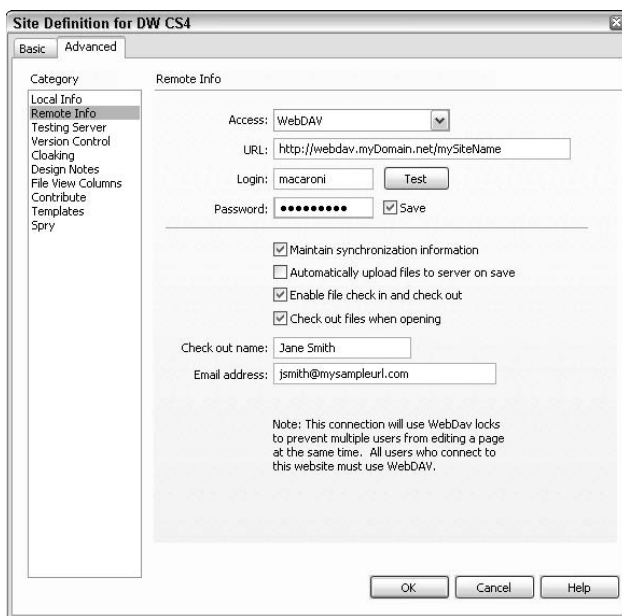 Site Definition for DW CS4
Basic
Advanced
Category
Local Info
Remote Info
Testing Server
Version Control
Cloaking
Design Notes
File View Columns
Contribute
Templates
Spry
Remote Info
Access: WebDAV
URL: http://webdav.myDomain.net/mySiteName
Login: macaroni Test
Password: ●●●●●●●●● Save
Maintain synchronization information
Automatically upload files to server on save
Enable file check in and check out
Check out files when opening
Check out name: Jane Smith
Email address: jsmith@mysampleurl.com
Note: This connection will use WebDav locks
to prevent multiple users from editing a page
at the same time. All users who connect to
this website must use WebDAV.
OK Cancel Help